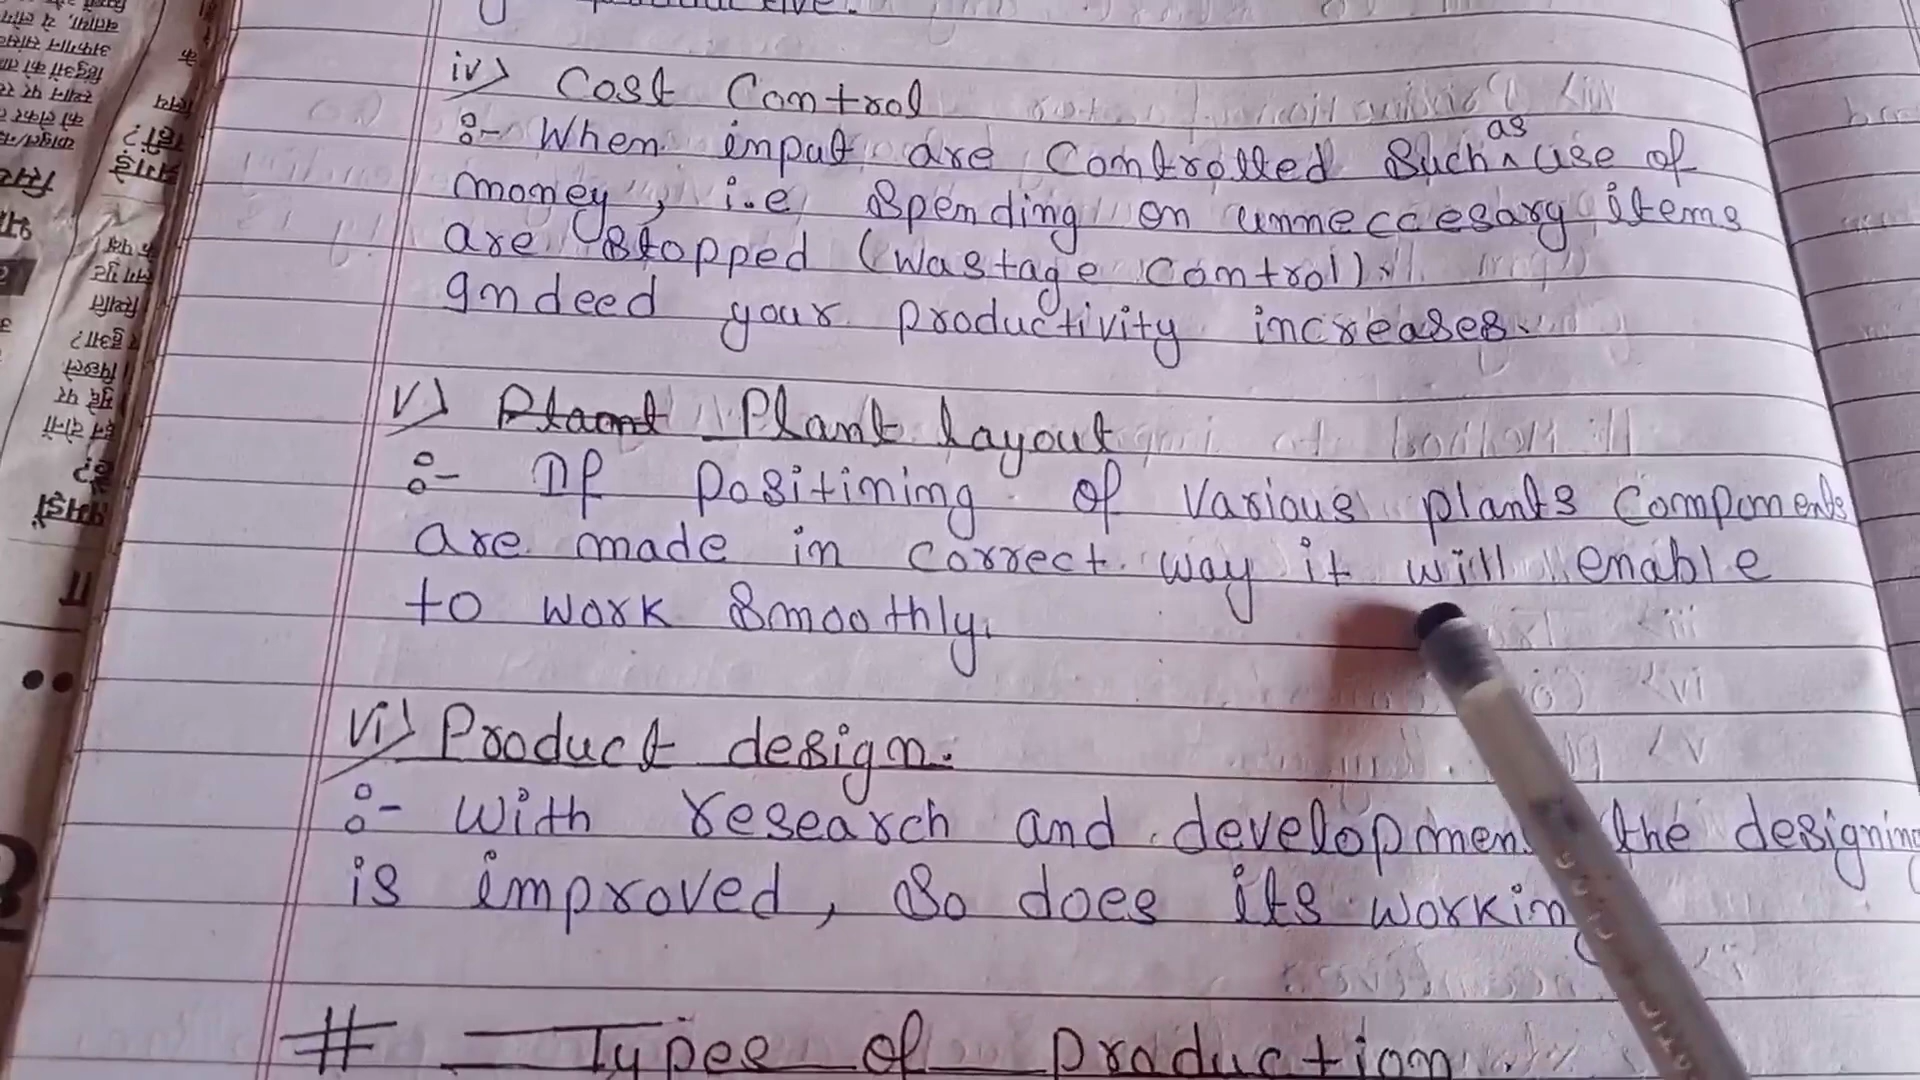 iv) Cost Control
:- When input are Controlled Such as use of
money, i.e Spending on unneccesary items
are Stopped (Wastage Control).
Indeed your productivity increases.
v) Plant Plant layout
:- If positining of various plants Components
are made in correct way it will enable
to work Smoothly.
vi) Product design.
:- With research and development the designing
is improved, So does its working
# Types of production